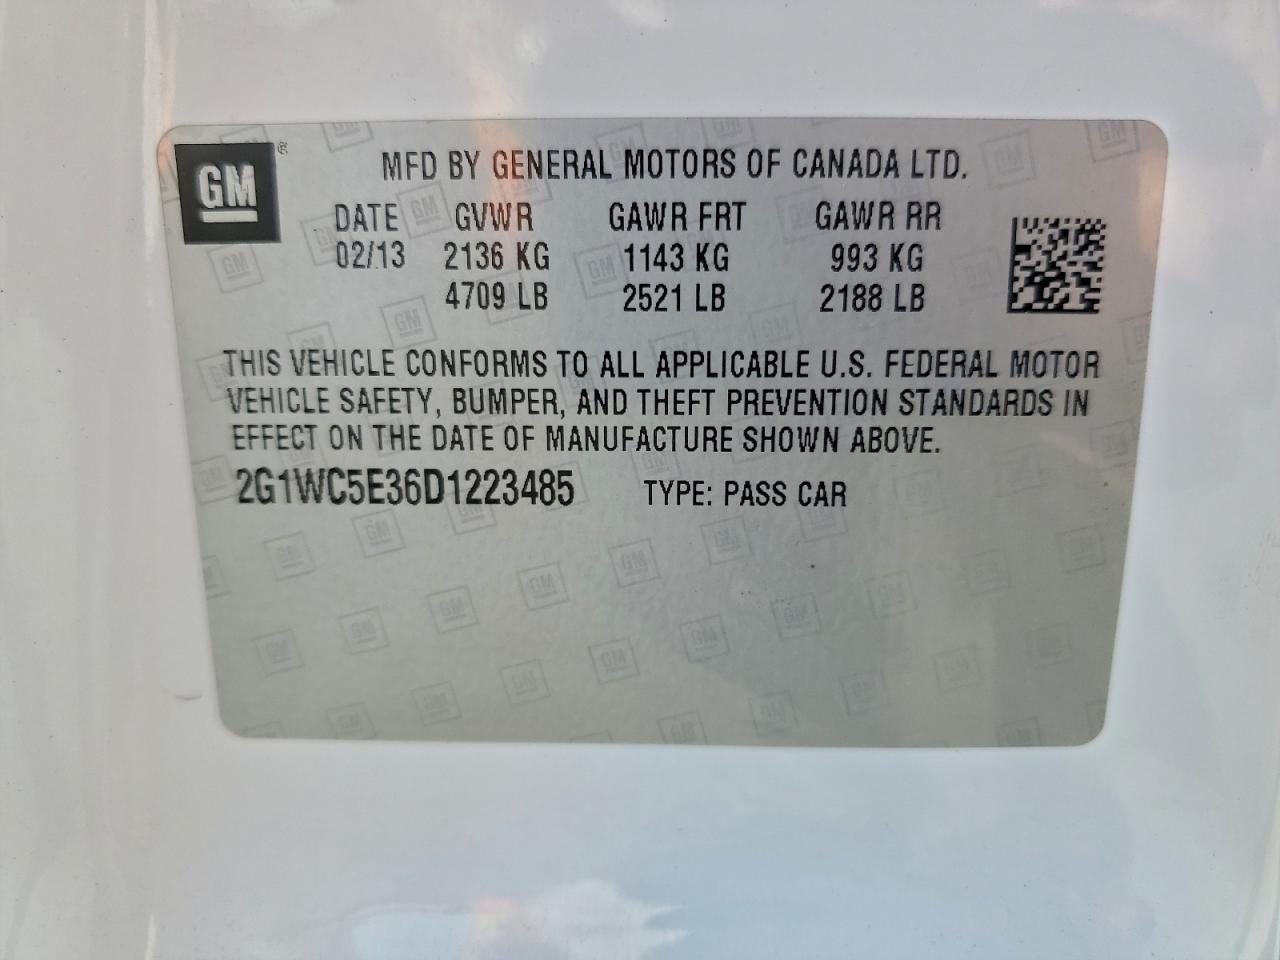 GM
MFD BY GENERAL MOTORS OF CANADA LTD.
DATE GVWR GAWR FRT GAWR RR
02/13 2136 KG 1143 KG 993 KG
4709 LB 2521 LB 2188 LB
THIS VEHICLE CONFORMS TO ALL APPLICABLE U.S. FEDERAL MOTOR
VEHICLE SAFETY, BUMPER, AND THEFT PREVENTION STANDARDS IN
EFFECT ON THE DATE OF MANUFACTURE SHOWN ABOVE.
2G1WC5E36D1223485 TYPE: PASS CAR